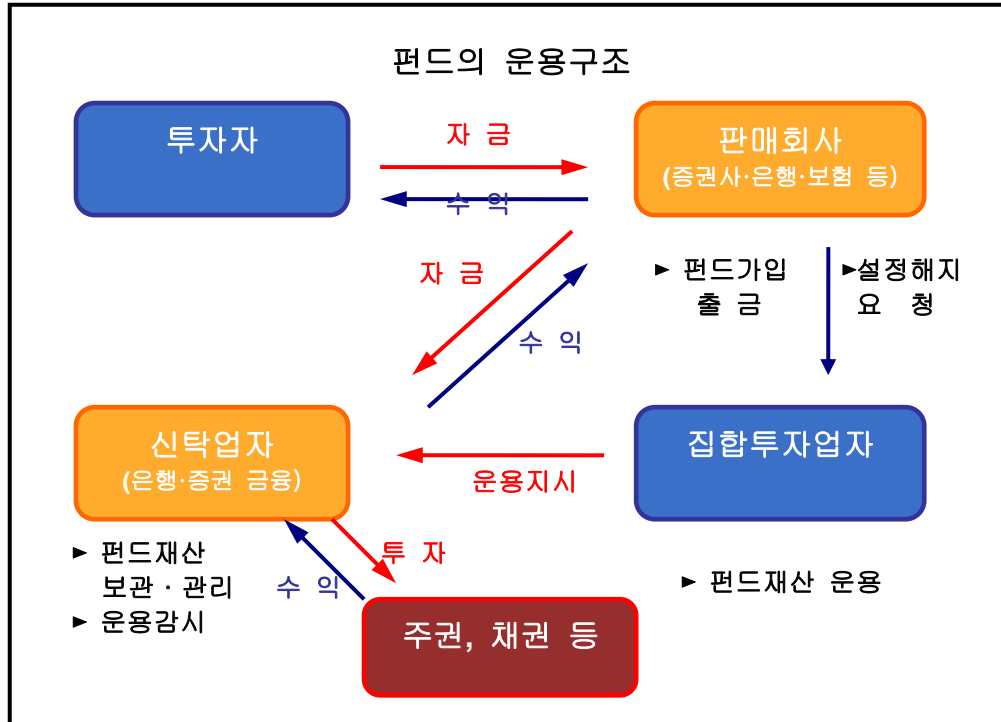 펀드의 운용구조
투자자
자 금
수 익
판매회사
(증권사·은행·보험 등)
자 금
수 익
► 펀드가입
출 금
►설정해지
요 청
신탁업자
(은행·증권 금융)
운용지시
집합투자업자
► 펀드재산
보관 · 관리
► 운용감시
수 익
투 자
► 펀드재산 운용
주권, 채권 등